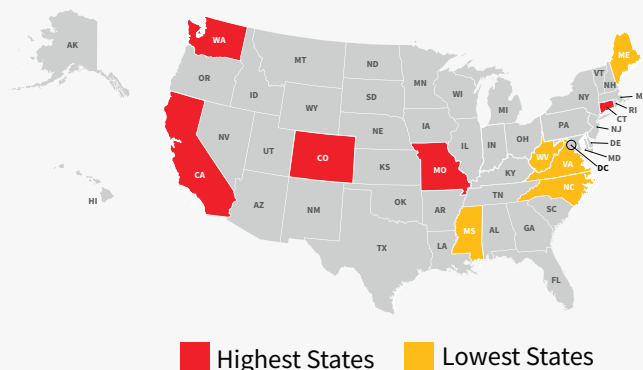 AK
WA
ME
MT
ND
VT
NH
OR
MN
ID
WI
NY
SD
MI
RI
WY
CT
IA
PA
NJ
NE
NV
IL
IN
OH
DE
UT
CO
WV
MD
CA
KS
MO
VA
DC
KY
NC
TN
HI
AZ
NM
OK
AR
SC
MS
AL
GA
LA
TX
FL
Highest States
Lowest States